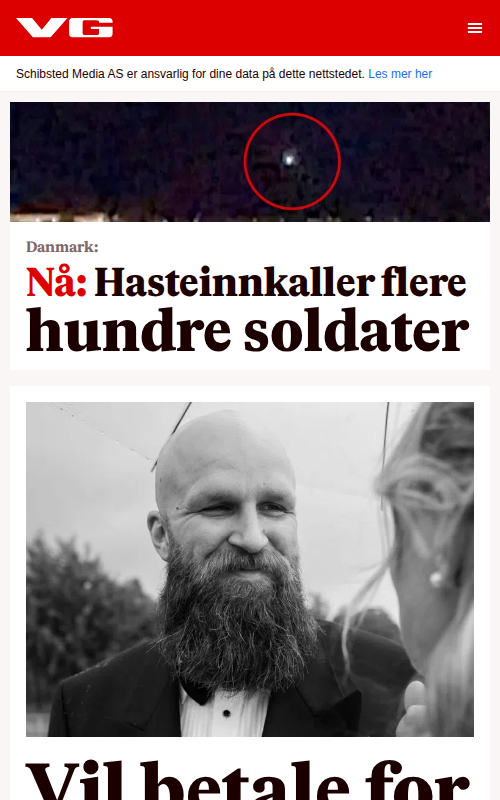 VG
Schibsted Media AS er ansvarlig for dine data på dette nettstedet. Les mer her
Danmark:
Nå: Hasteinnkaller flere
hundre soldater
Vil betale for